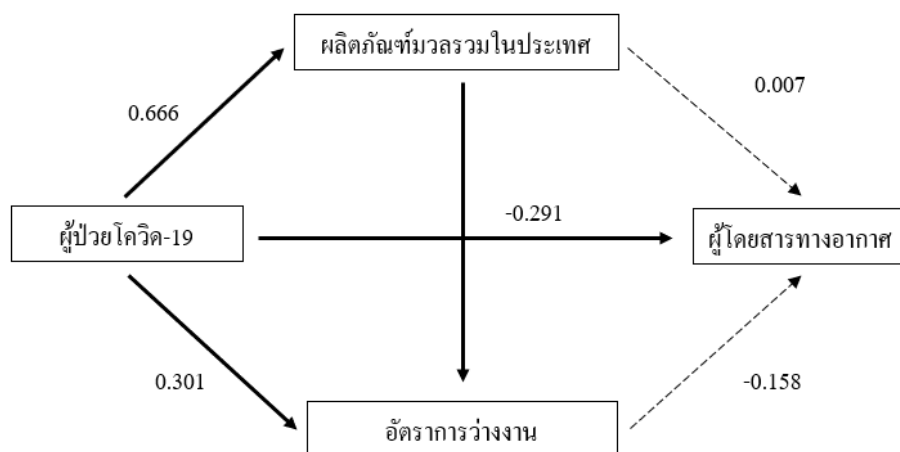 ผลิตภัณฑ์มวลรวมในประเทศ
0.007
0.666
-0.291
ผู้ป่วยโควิด-19
ผู้โดยสารทางอากาศ
0.301
-0.158
อัตราการว่างงาน